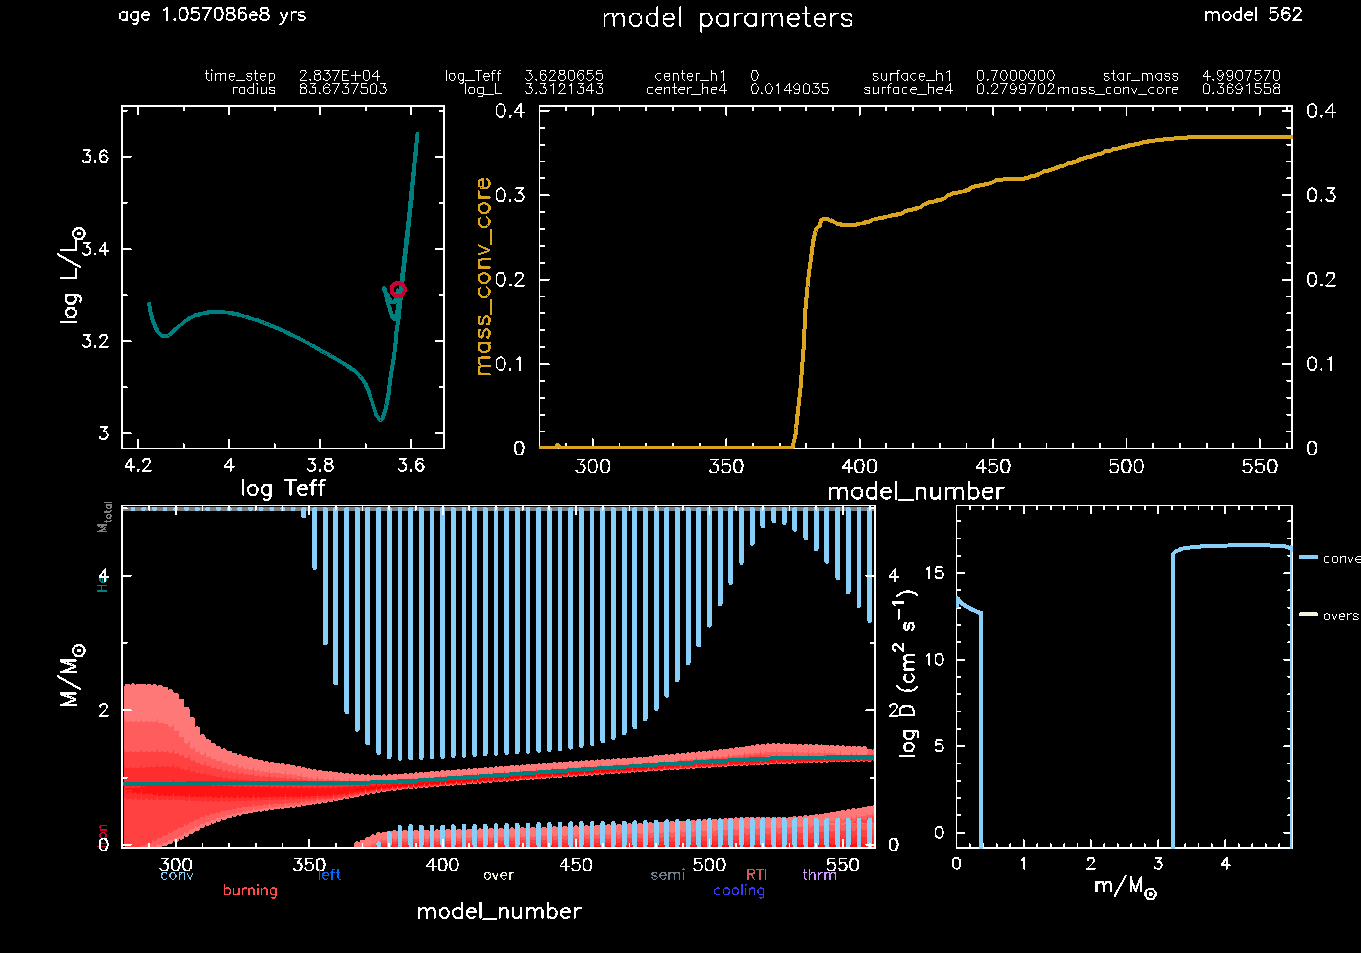 age 1.057086e8 yrs model parameters model 562
time_step 2.837E+04 log_Teff 3.6280655 center_h1 0 surface_h1 0.7000000 star_mass 4.9907570
radius 83.6737503 log_L 3.3121343 center_he4 0.0149035 surface_he4 0.2799702 mass_conv_core 0.3691558
log L/L⊙
3.6
3.4
3.2
3
4.2 4 3.8 3.6
log Teff
mass_conv_core
0.4
0.3
0.2
0.1
0
0.4
0.3
0.2
0.1
0
300 350 400 450 500 550
model_number
M/M⊙
Mtotal
He
4
2
0
4
2
0
300 350 400 450 500 550
conv left over semi RTI thrm
burning cooling
model_number
log D (cm² s⁻¹)
15
10
5
0
0 1 2 3 4
m/M⊙
conve
overs